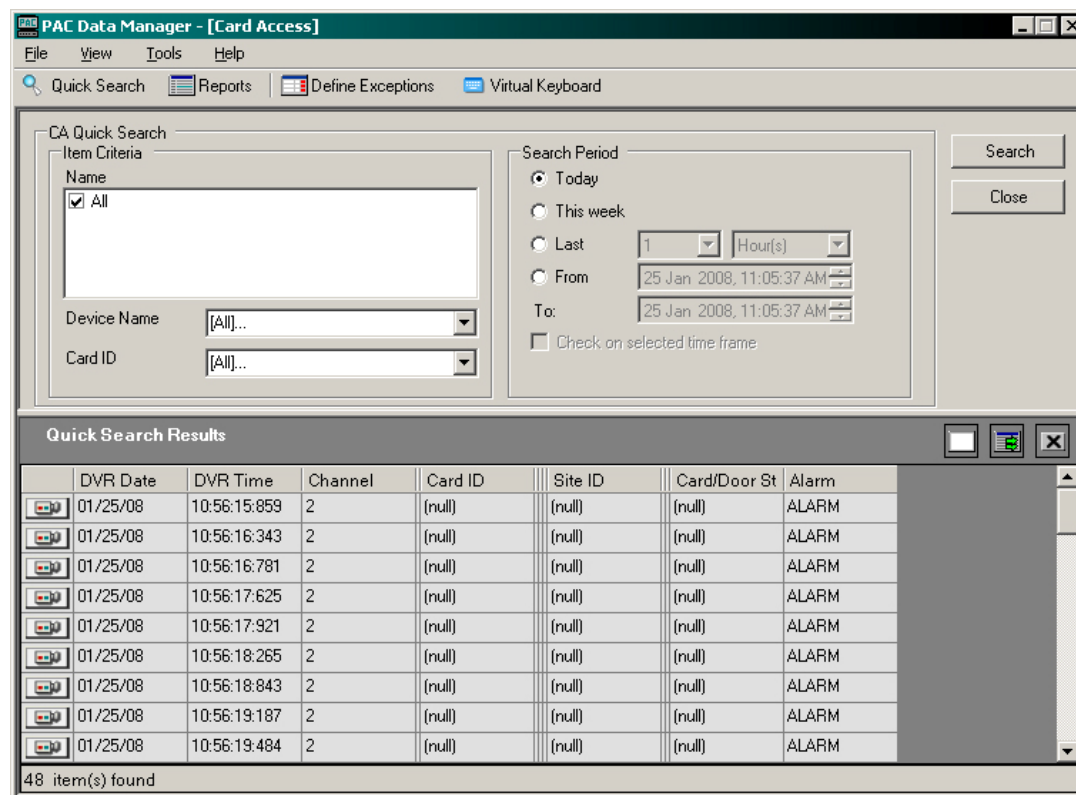 PAC Data Manager - [Card Access]
File View Tools Help
Quick Search Reports Define Exceptions Virtual Keyboard
CA Quick Search
Item Criteria
Name
All
Device Name [All]...
Card ID [All]...
Search Period
Today
This week
Last 1 Hour(s)
From 25 Jan 2008, 11:05:37 AM
To: 25 Jan 2008, 11:05:37 AM
Check on selected time frame
Search
Close
Quick Search Results
DVR Date DVR Time Channel Card ID Site ID Card/Door St Alarm
01/25/08 10:56:15:859 2 (null) (null) (null) ALARM
01/25/08 10:56:16:343 2 (null) (null) (null) ALARM
01/25/08 10:56:16:781 2 (null) (null) (null) ALARM
01/25/08 10:56:17:625 2 (null) (null) (null) ALARM
01/25/08 10:56:17:921 2 (null) (null) (null) ALARM
01/25/08 10:56:18:265 2 (null) (null) (null) ALARM
01/25/08 10:56:18:843 2 (null) (null) (null) ALARM
01/25/08 10:56:19:187 2 (null) (null) (null) ALARM
01/25/08 10:56:19:484 2 (null) (null) (null) ALARM
48 item(s) found